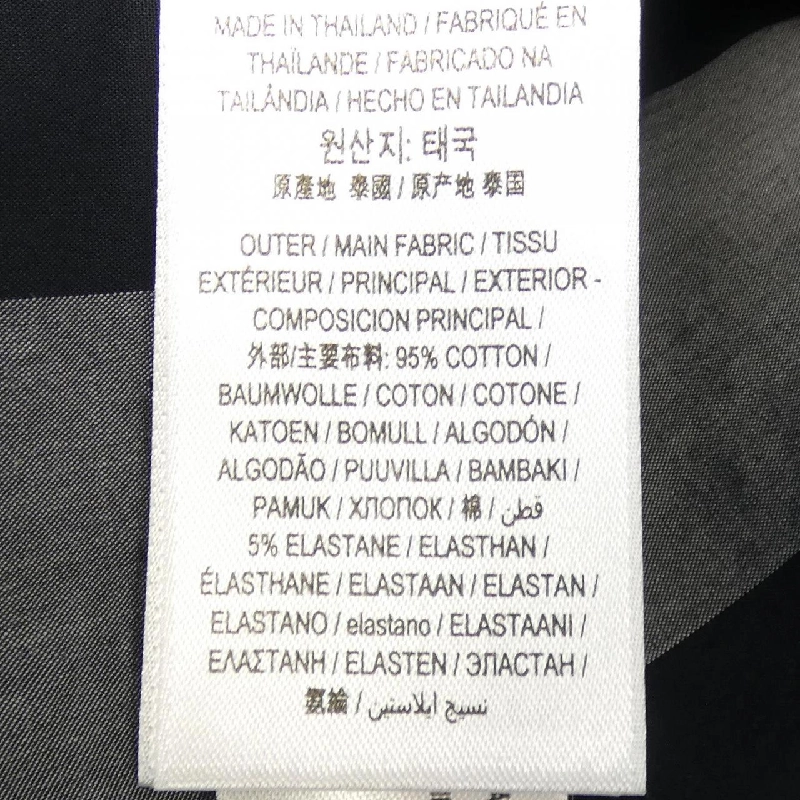 MADE IN THAILAND / FABRIQUÉ EN
THAÏLANDE / FABRICADO NA
TAILÂNDIA / HECHO EN TAILANDIA
원산지: 태국
原產地 泰國 / 原产地 泰国
OUTER / MAIN FABRIC / TISSU
EXTÉRIEUR / PRINCIPAL / EXTERIOR -
COMPOSICION PRINCIPAL /
外部/主要布料: 95% COTTON /
BAUMWOLLE / COTON / COTONE /
KATOEN / BOMULL / ALGODÓN /
ALGODÃO / PUUVILLA / BAMBAKI /
PAMUK / ХЛОПОК / 棉 / قطن
5% ELASTANE / ELASTHAN /
ÉLASTHANE / ELASTAAN / ELASTAN /
ELASTANO / elastano / ELASTAANI /
ΕΛΑΣΤΑΝΗ / ELASTEN / ЭЛАСТАН /
氨綸 / نسيج ايلاستين